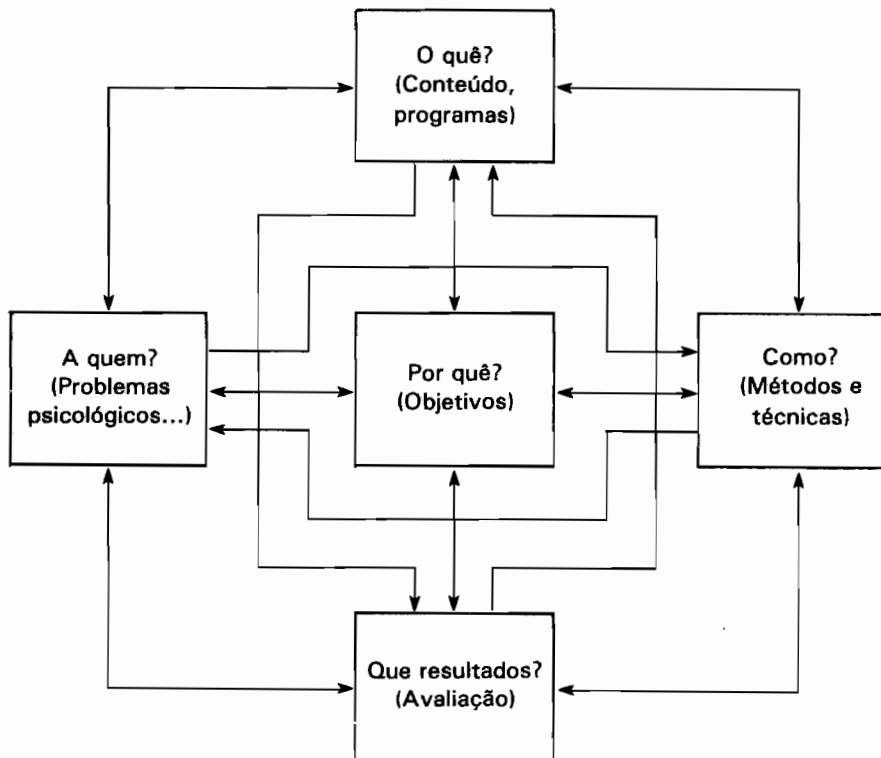 O quê?
(Conteúdo,
programas)
A quem?
(Problemas
psicológicos...)
Por quê?
(Objetivos)
Como?
(Métodos e
técnicas)
Que resultados?
(Avaliação)